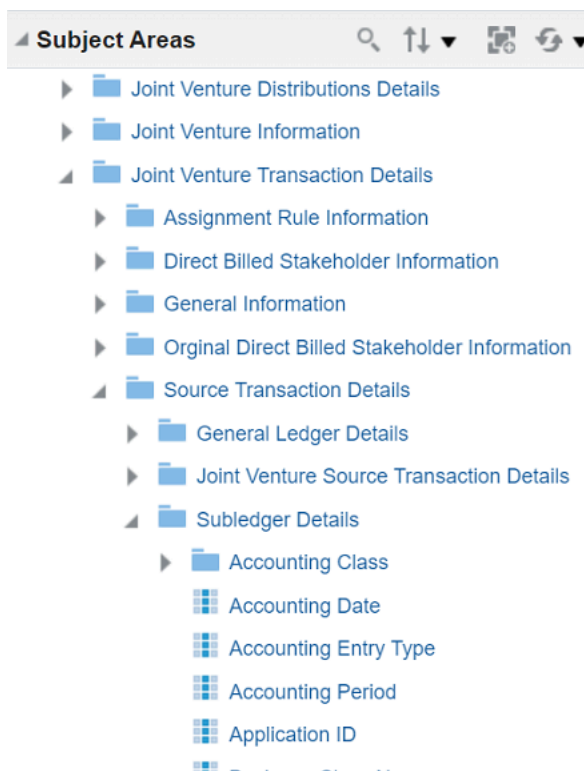 Subject Areas
Joint Venture Distributions Details
Joint Venture Information
Joint Venture Transaction Details
Assignment Rule Information
Direct Billed Stakeholder Information
General Information
Orginal Direct Billed Stakeholder Information
Source Transaction Details
General Ledger Details
Joint Venture Source Transaction Details
Subledger Details
Accounting Class
Accounting Date
Accounting Entry Type
Accounting Period
Application ID